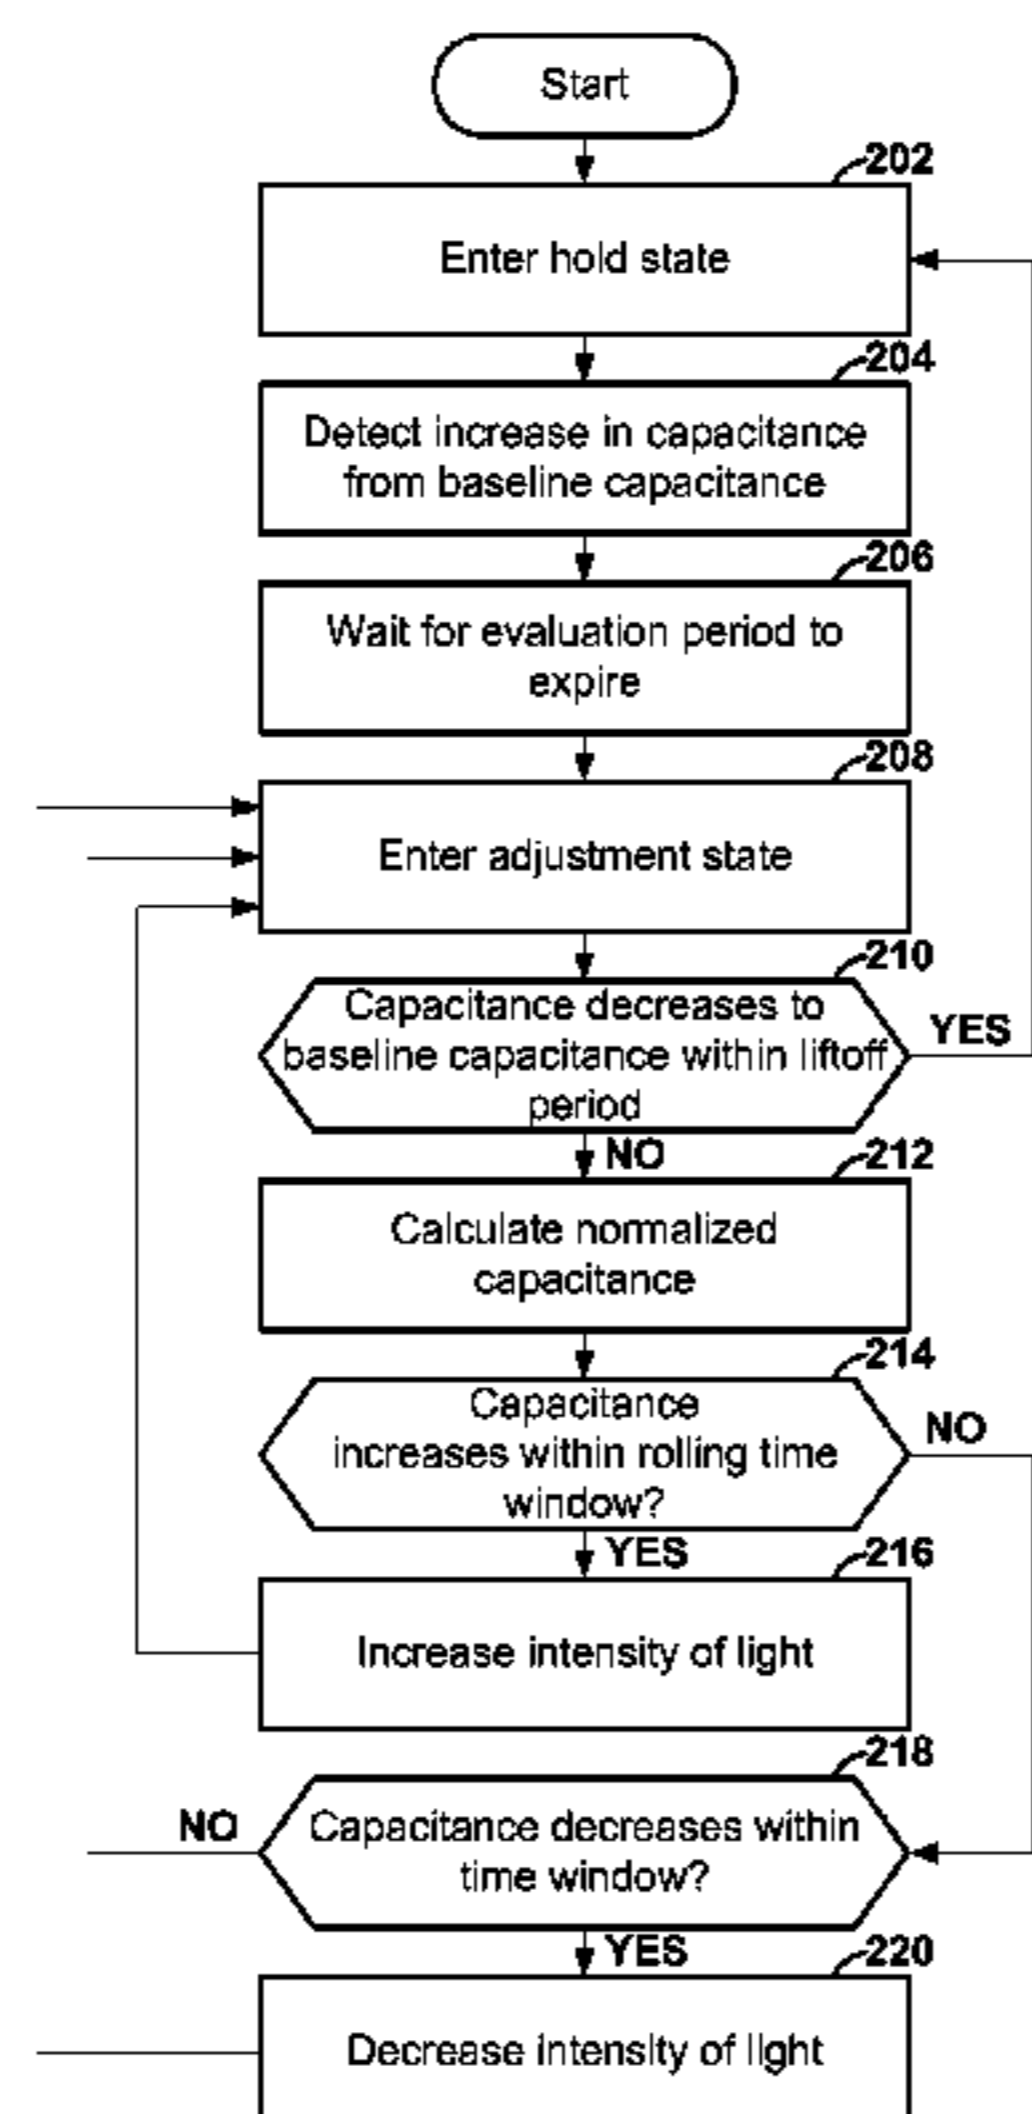 Start
202
Enter hold state
204
Detect increase in capacitance
from baseline capacitance
206
Wait for evaluation period to
expire
208
Enter adjustment state
210
Capacitance decreases to
baseline capacitance within liftoff
period
YES
NO
212
Calculate normalized
capacitance
214
Capacitance
increases within rolling time
window?
NO
YES
216
Increase intensity of light
218
NO
Capacitance decreases within
time window?
YES
220
Decrease intensity of light